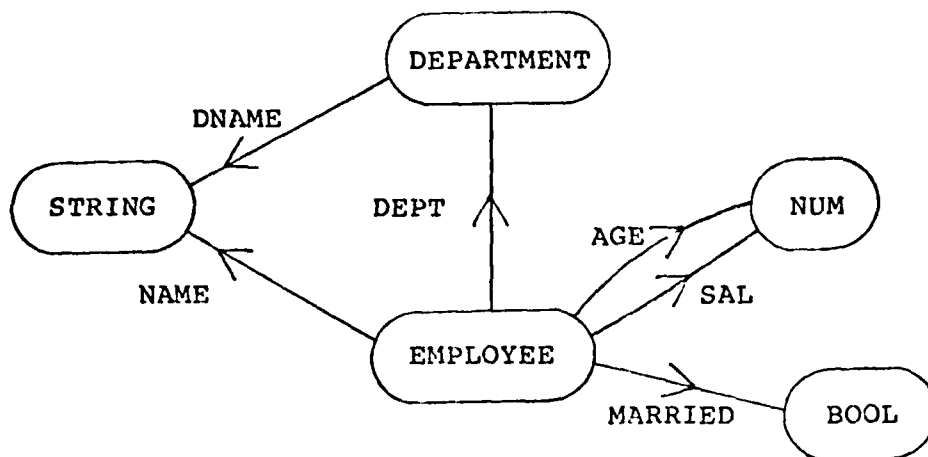 DEPARTMENT
DNAME
STRING
DEPT
NUM
AGE
NAME
SAL
EMPLOYEE
MARRIED
BOOL